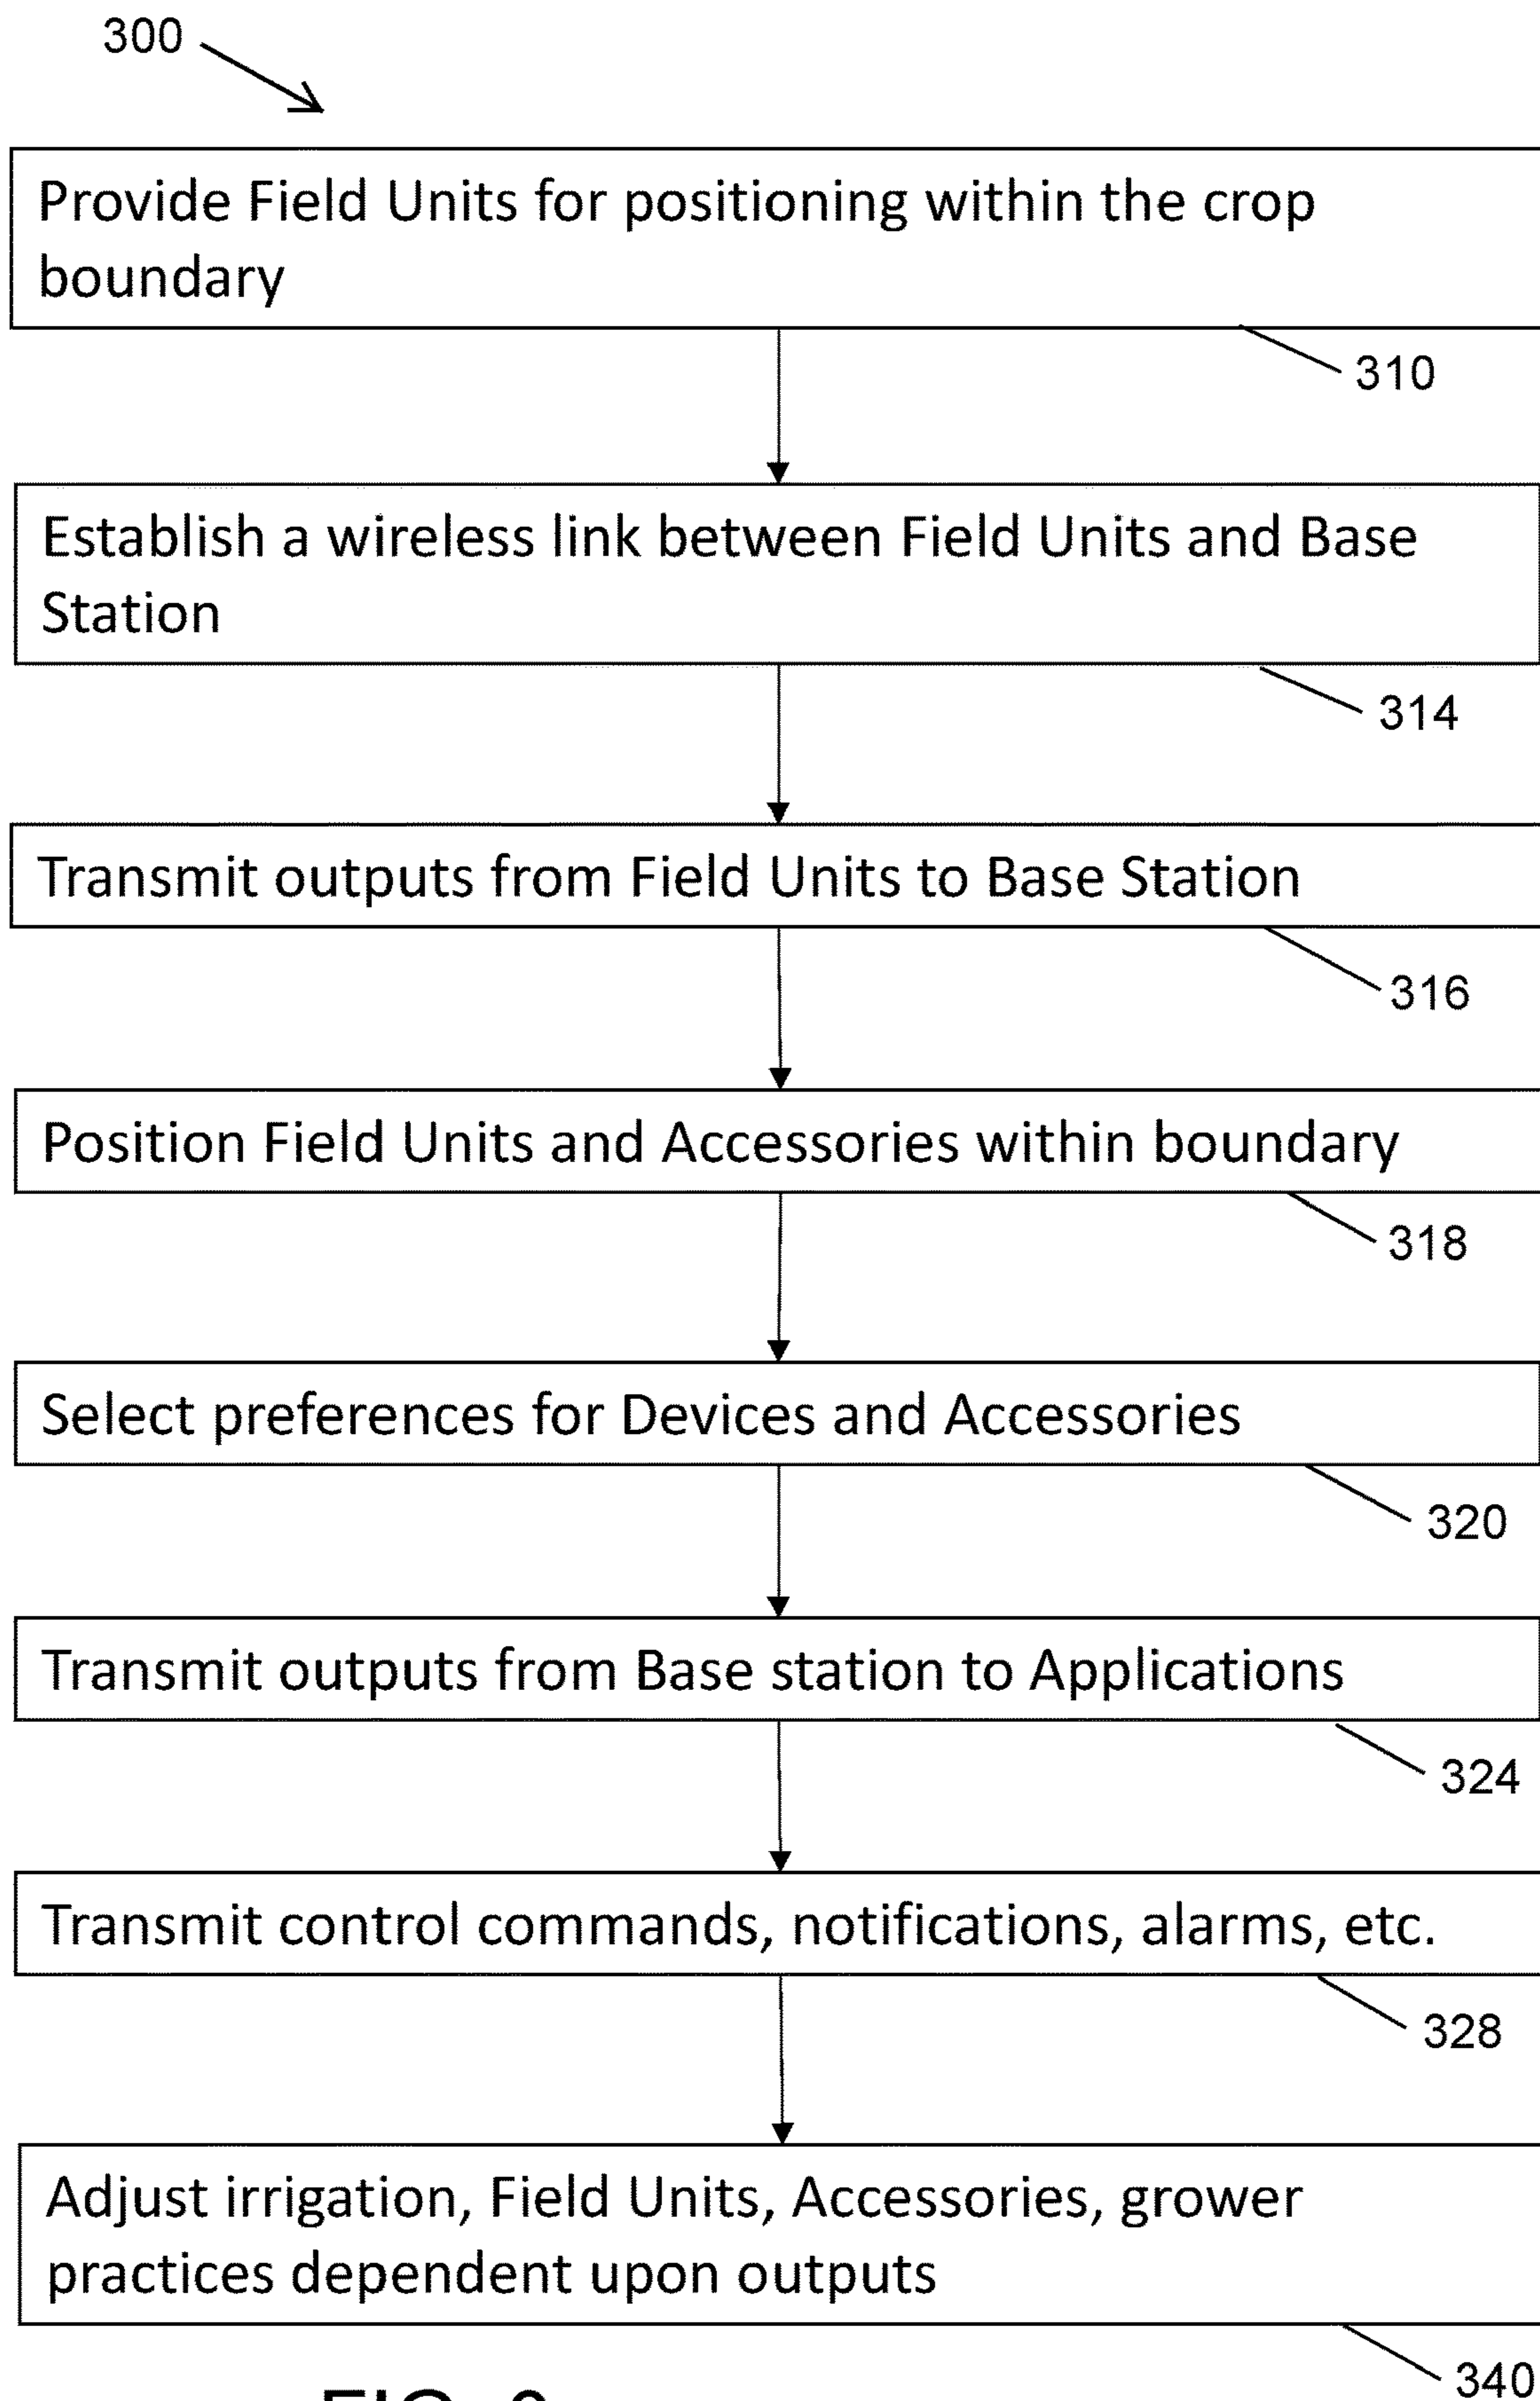 300
Provide Field Units for positioning within the crop
boundary
310
Establish a wireless link between Field Units and Base
Station
314
Transmit outputs from Field Units to Base Station
316
Position Field Units and Accessories within boundary
318
Select preferences for Devices and Accessories
320
Transmit outputs from Base station to Applications
324
Transmit control commands, notifications, alarms, etc.
328
Adjust irrigation, Field Units, Accessories, grower
practices dependent upon outputs
340
FIG.